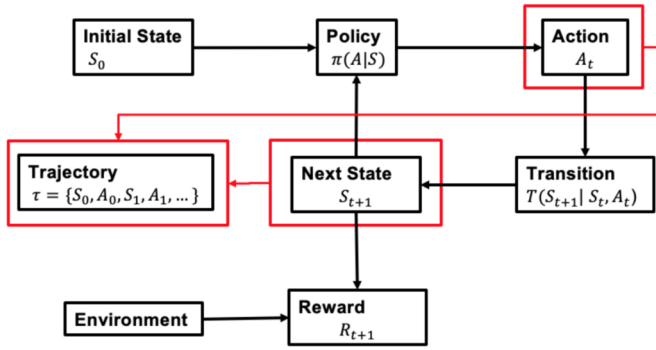 Initial State
S₀
Policy
π(A|S)
Action
Aₜ
Trajectory
τ = {S₀, A₀, S₁, A₁, … }
Next State
Sₜ₊₁
Transition
T(Sₜ₊₁| Sₜ, Aₜ)
Environment
Reward
Rₜ₊₁